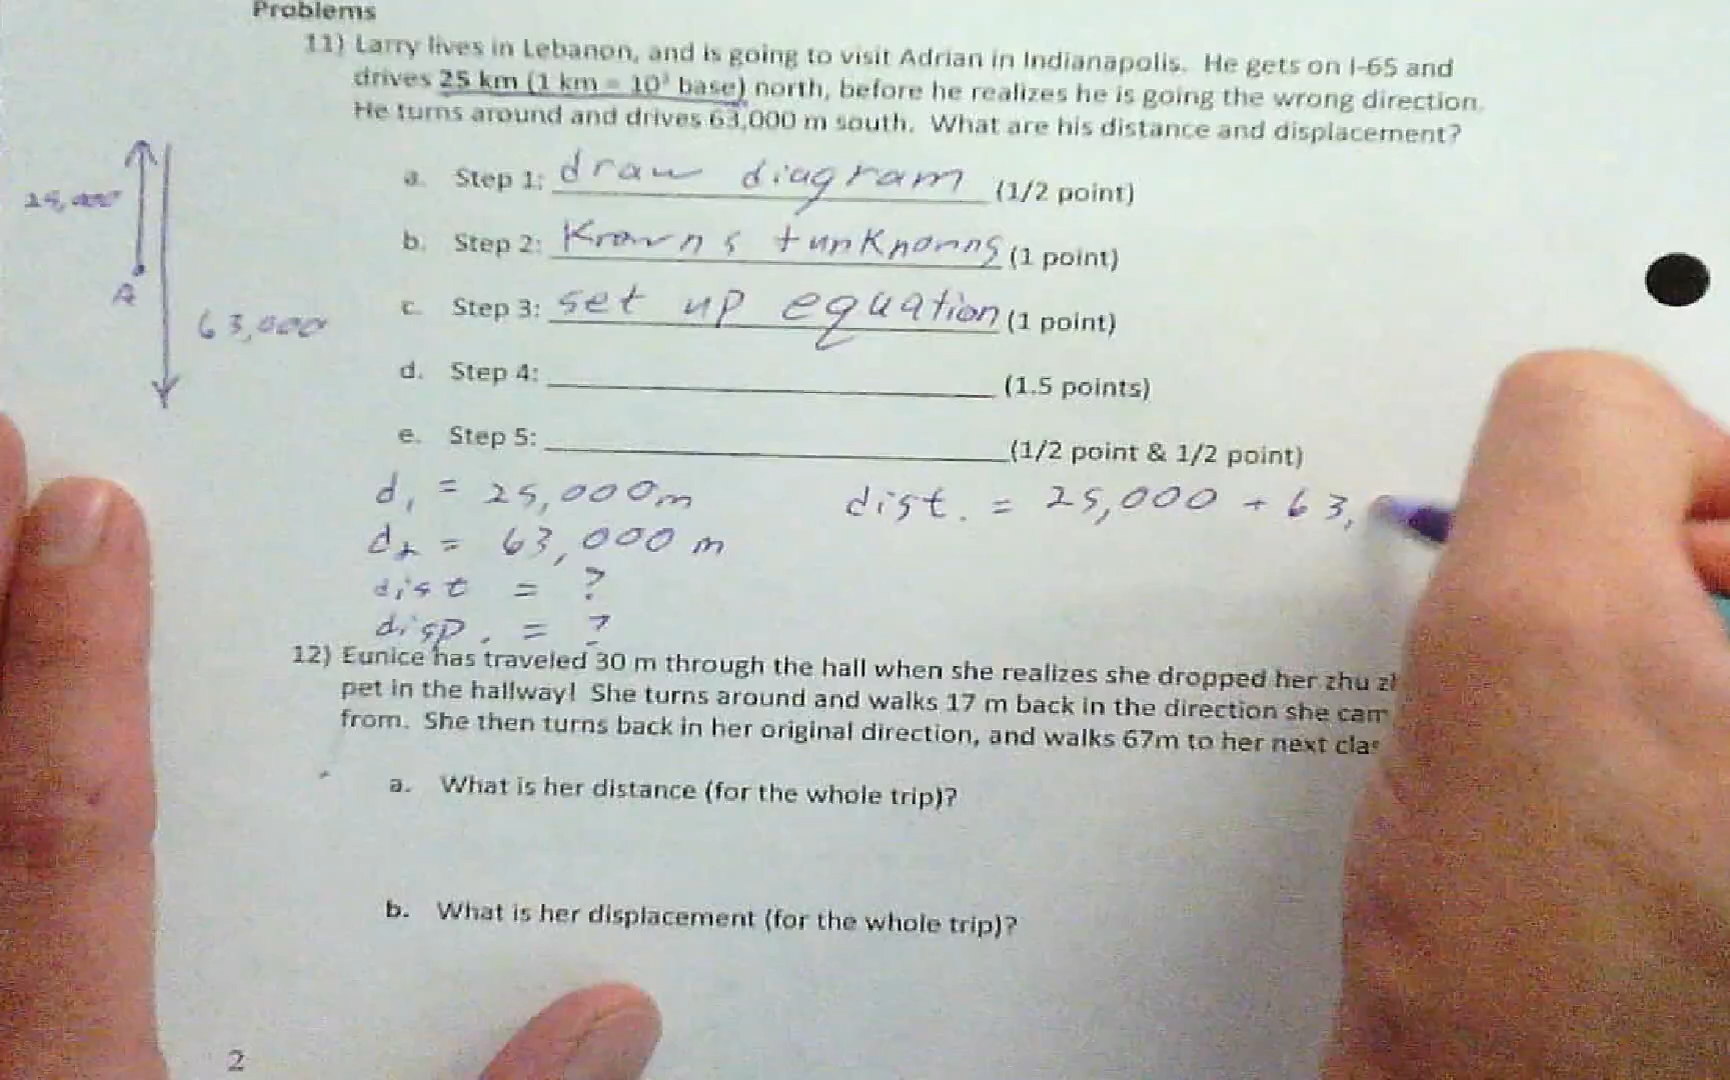 Problems
11) Larry lives in Lebanon, and is going to visit Adrian in Indianapolis. He gets on I-65 and
drives 25 km (1 km = 10³ base) north, before he realizes he is going the wrong direction.
He turns around and drives 63,000 m south. What are his distance and displacement?
25,000
A
63,000
a. Step 1: draw diagram (1/2 point)
b. Step 2: Knowns + unknowns (1 point)
c. Step 3: set up equation (1 point)
d. Step 4: (1.5 points)
e. Step 5: (1/2 point & 1/2 point)
d₁ = 25,000m
dist. = 25,000 + 63,
d₂ = 63,000 m
dist = ?
disp. = ?
12) Eunice has traveled 30 m through the hall when she realizes she dropped her zhu
pet in the hallway! She turns around and walks 17 m back in the direction she
from. She then turns back in her original direction, and walks 67m to her next
a. What is her distance (for the whole trip)?
b. What is her displacement (for the whole trip)?
2